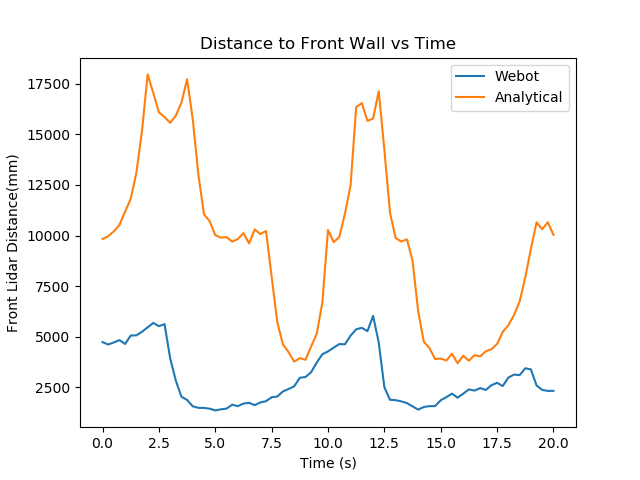 Distance to Front Wall vs Time
Webot
Analytical
17500
15000
12500
10000
7500
5000
2500
Front Lidar Distance(mm)
0.0 2.5 5.0 7.5 10.0 12.5 15.0 17.5 20.0
Time (s)